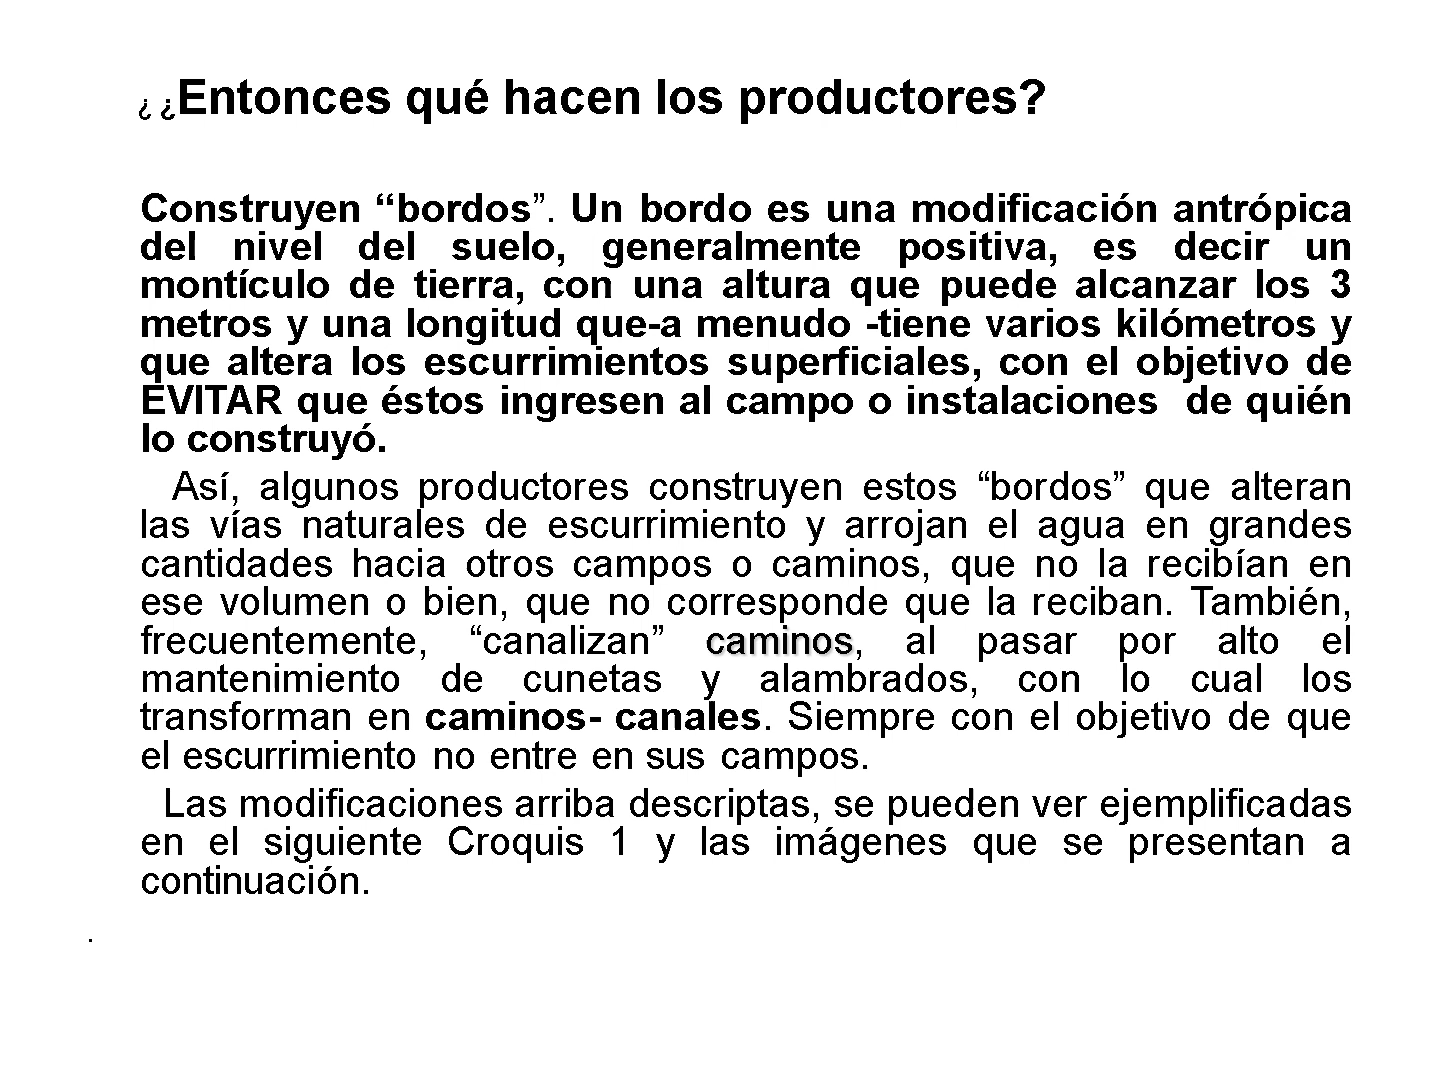 ¿ ¿Entonces qué hacen los productores?
Construyen “bordos”. Un bordo es una modificación antrópica
del nivel del suelo, generalmente positiva, es decir un
montículo de tierra, con una altura que puede alcanzar los 3
metros y una longitud que-a menudo -tiene varios kilómetros y
que altera los escurrimientos superficiales, con el objetivo de
EVITAR que éstos ingresen al campo o instalaciones  de quién
lo construyó.
Así, algunos productores construyen estos “bordos” que alteran
las vías naturales de escurrimiento y arrojan el agua en grandes
cantidades hacia otros campos o caminos, que no la recibían en
ese volumen o bien, que no corresponde que la reciban. También,
frecuentemente, “canalizan” caminos, al pasar por alto el
mantenimiento de cunetas y alambrados, con lo cual los
transforman en caminos- canales. Siempre con el objetivo de que
el escurrimiento no entre en sus campos.
Las modificaciones arriba descriptas, se pueden ver ejemplificadas
en el siguiente Croquis 1 y las imágenes que se presentan a
continuación.
.